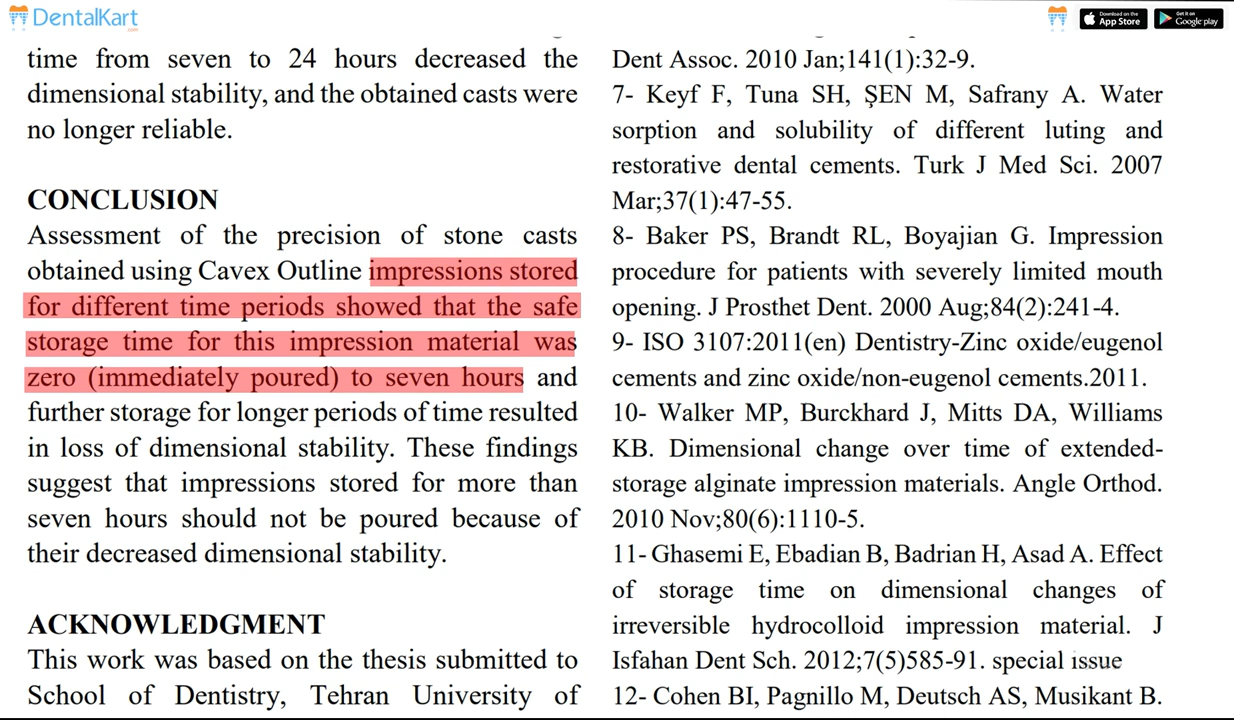 DentalKart
.com
Download on the
App Store
Get it on
Google play
time from seven to 24 hours decreased the
dimensional stability, and the obtained casts were
no longer reliable.
CONCLUSION
Assessment of the precision of stone casts
obtained using Cavex Outline impressions stored
for different time periods showed that the safe
storage time for this impression material was
zero (immediately poured) to seven hours and
further storage for longer periods of time resulted
in loss of dimensional stability. These findings
suggest that impressions stored for more than
seven hours should not be poured because of
their decreased dimensional stability.
ACKNOWLEDGMENT
This work was based on the thesis submitted to
School of Dentistry, Tehran University of
Dent Assoc. 2010 Jan;141(1):32-9.
7- Keyf F, Tuna SH, ŞEN M, Safrany A. Water
sorption and solubility of different luting and
restorative dental cements. Turk J Med Sci. 2007
Mar;37(1):47-55.
8- Baker PS, Brandt RL, Boyajian G. Impression
procedure for patients with severely limited mouth
opening. J Prosthet Dent. 2000 Aug;84(2):241-4.
9- ISO 3107:2011(en) Dentistry-Zinc oxide/eugenol
cements and zinc oxide/non-eugenol cements.2011.
10- Walker MP, Burckhard J, Mitts DA, Williams
KB. Dimensional change over time of extended-
storage alginate impression materials. Angle Orthod.
2010 Nov;80(6):1110-5.
11- Ghasemi E, Ebadian B, Badrian H, Asad A. Effect
of storage time on dimensional changes of
irreversible hydrocolloid impression material. J
Isfahan Dent Sch. 2012;7(5)585-91. special issue
12- Cohen BI, Pagnillo M, Deutsch AS, Musikant B.